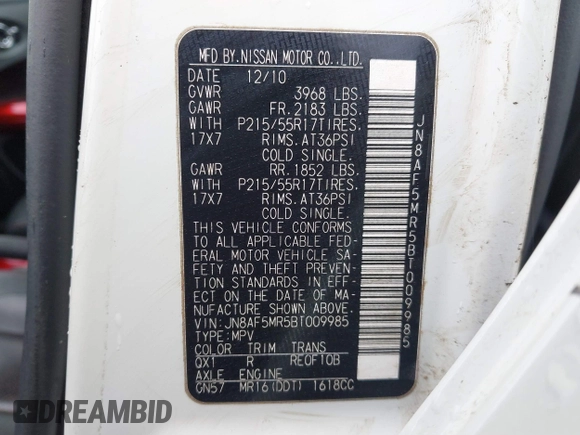 MFD BY.NISSAN MOTOR CO.,LTD.
DATE 12/10
GVWR 3968 LBS.
GAWR FR.2183 LBS.
WITH P215/55R17TIRES.
17X7 RIMS.AT36PSI
COLD SINGLE.
GAWR RR.1852 LBS.
WITH P215/55R17TIRES.
17X7 RIMS.AT36PSI
COLD SINGLE.
THIS VEHICLE CONFORMS
TO ALL APPLICABLE FED-
ERAL MOTOR VEHICLE SA-
FETY AND THEFT PREVEN-
TION STANDARDS IN EFF-
ECT ON THE DATE OF MA-
NUFACTURE SHOWN ABOVE.
VIN:JN8AF5MR5BT009985
TYPE:MPV
COLOR TRIM TRANS
QX1 R REOF10B
AXLE ENGINE
GN57 MR16(DDT) 1618CC
JN8AF5MR5BT009985
DREAMBID